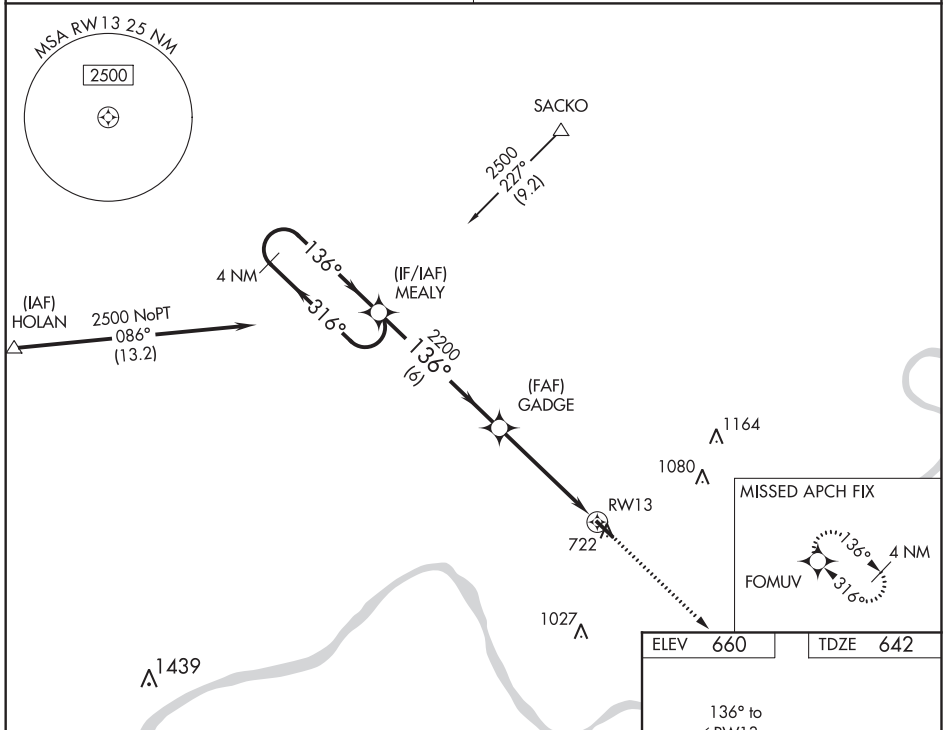 MSA RW13 25 NM
2500
SACKO
2500
227°
(9.2)
136°
4 NM
316°
(IF/IAF)
MEALY
(IAF)
HOLAN
2500 NoPT
086°
(13.2)
2200
136°
(6)
(FAF)
GADGE
1164
1080
RW13
722
MISSED APCH FIX
136°
4 NM
FOMUV
316°
1027
1439
ELEV 660
TDZE 642
136° to
RW13